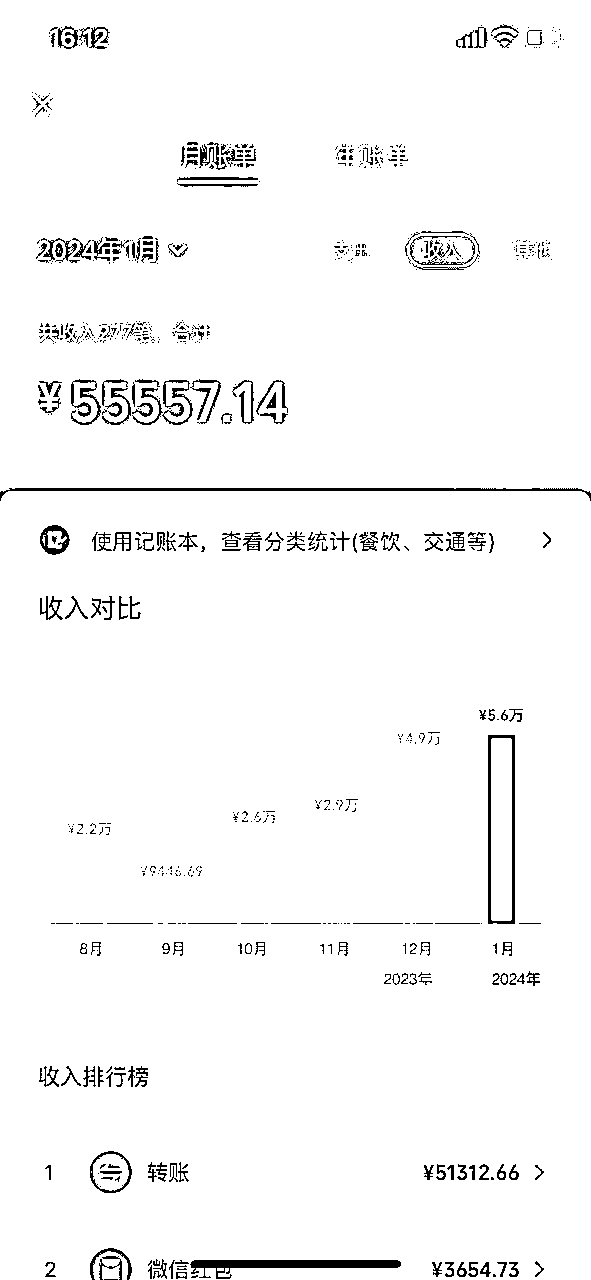 16:12
月账单 年账单
2024年1月 支出 收入
共收入277笔，合计
¥55557.14
使用记账本，查看分类统计(餐饮、交通等)
收入对比
¥5.6万
¥4.9万
¥2.9万
¥2.6万
¥2.2万
¥9446.69
8月 9月 10月 11月 12月 1月
2023年 2024年
收入排行榜
1 转账 ¥51312.66
2 微信红包 ¥3654.73